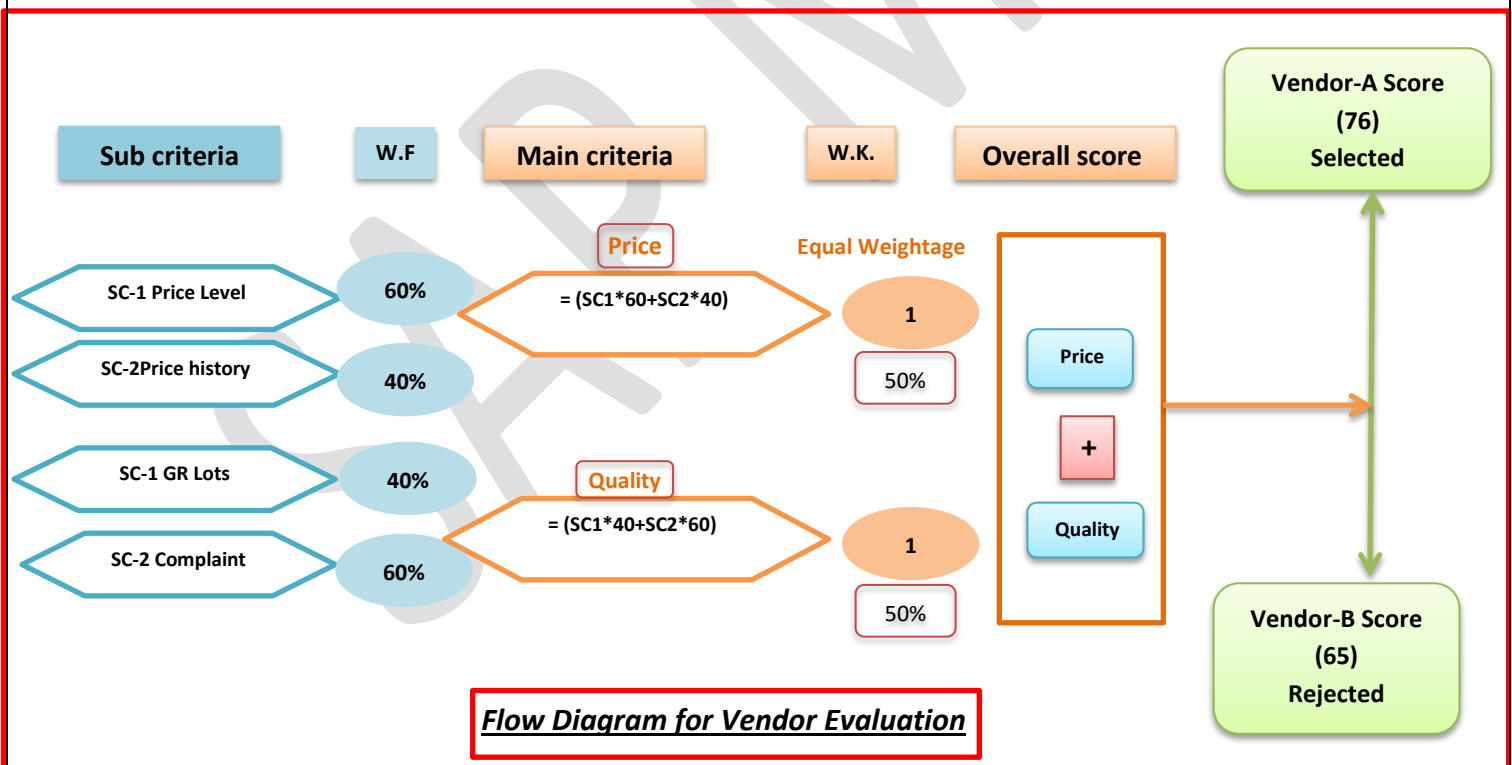 Vendor-A Score
(76)
Selected
Sub criteria
W.F
Main criteria
W.K.
Overall score
Price
Equal Weightage
SC-1 Price Level
60%
= (SC1*60+SC2*40)
1
SC-2Price history
40%
50%
Price
+
SC-1 GR Lots
40%
Quality
= (SC1*40+SC2*60)
1
Quality
SC-2 Complaint
60%
50%
Vendor-B Score
(65)
Rejected
Flow Diagram for Vendor Evaluation
SAP M